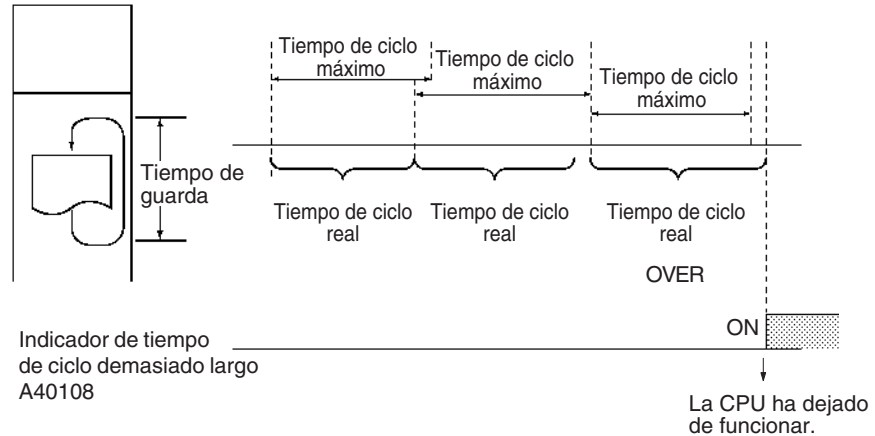 Tiempo de ciclo
máximo
Tiempo de ciclo
máximo
Tiempo de ciclo
máximo
Tiempo de
guarda
Tiempo de ciclo
real
Tiempo de ciclo
real
Tiempo de ciclo
real
OVER
ON
Indicador de tiempo
de ciclo demasiado largo
A40108
La CPU ha dejado
de funcionar.